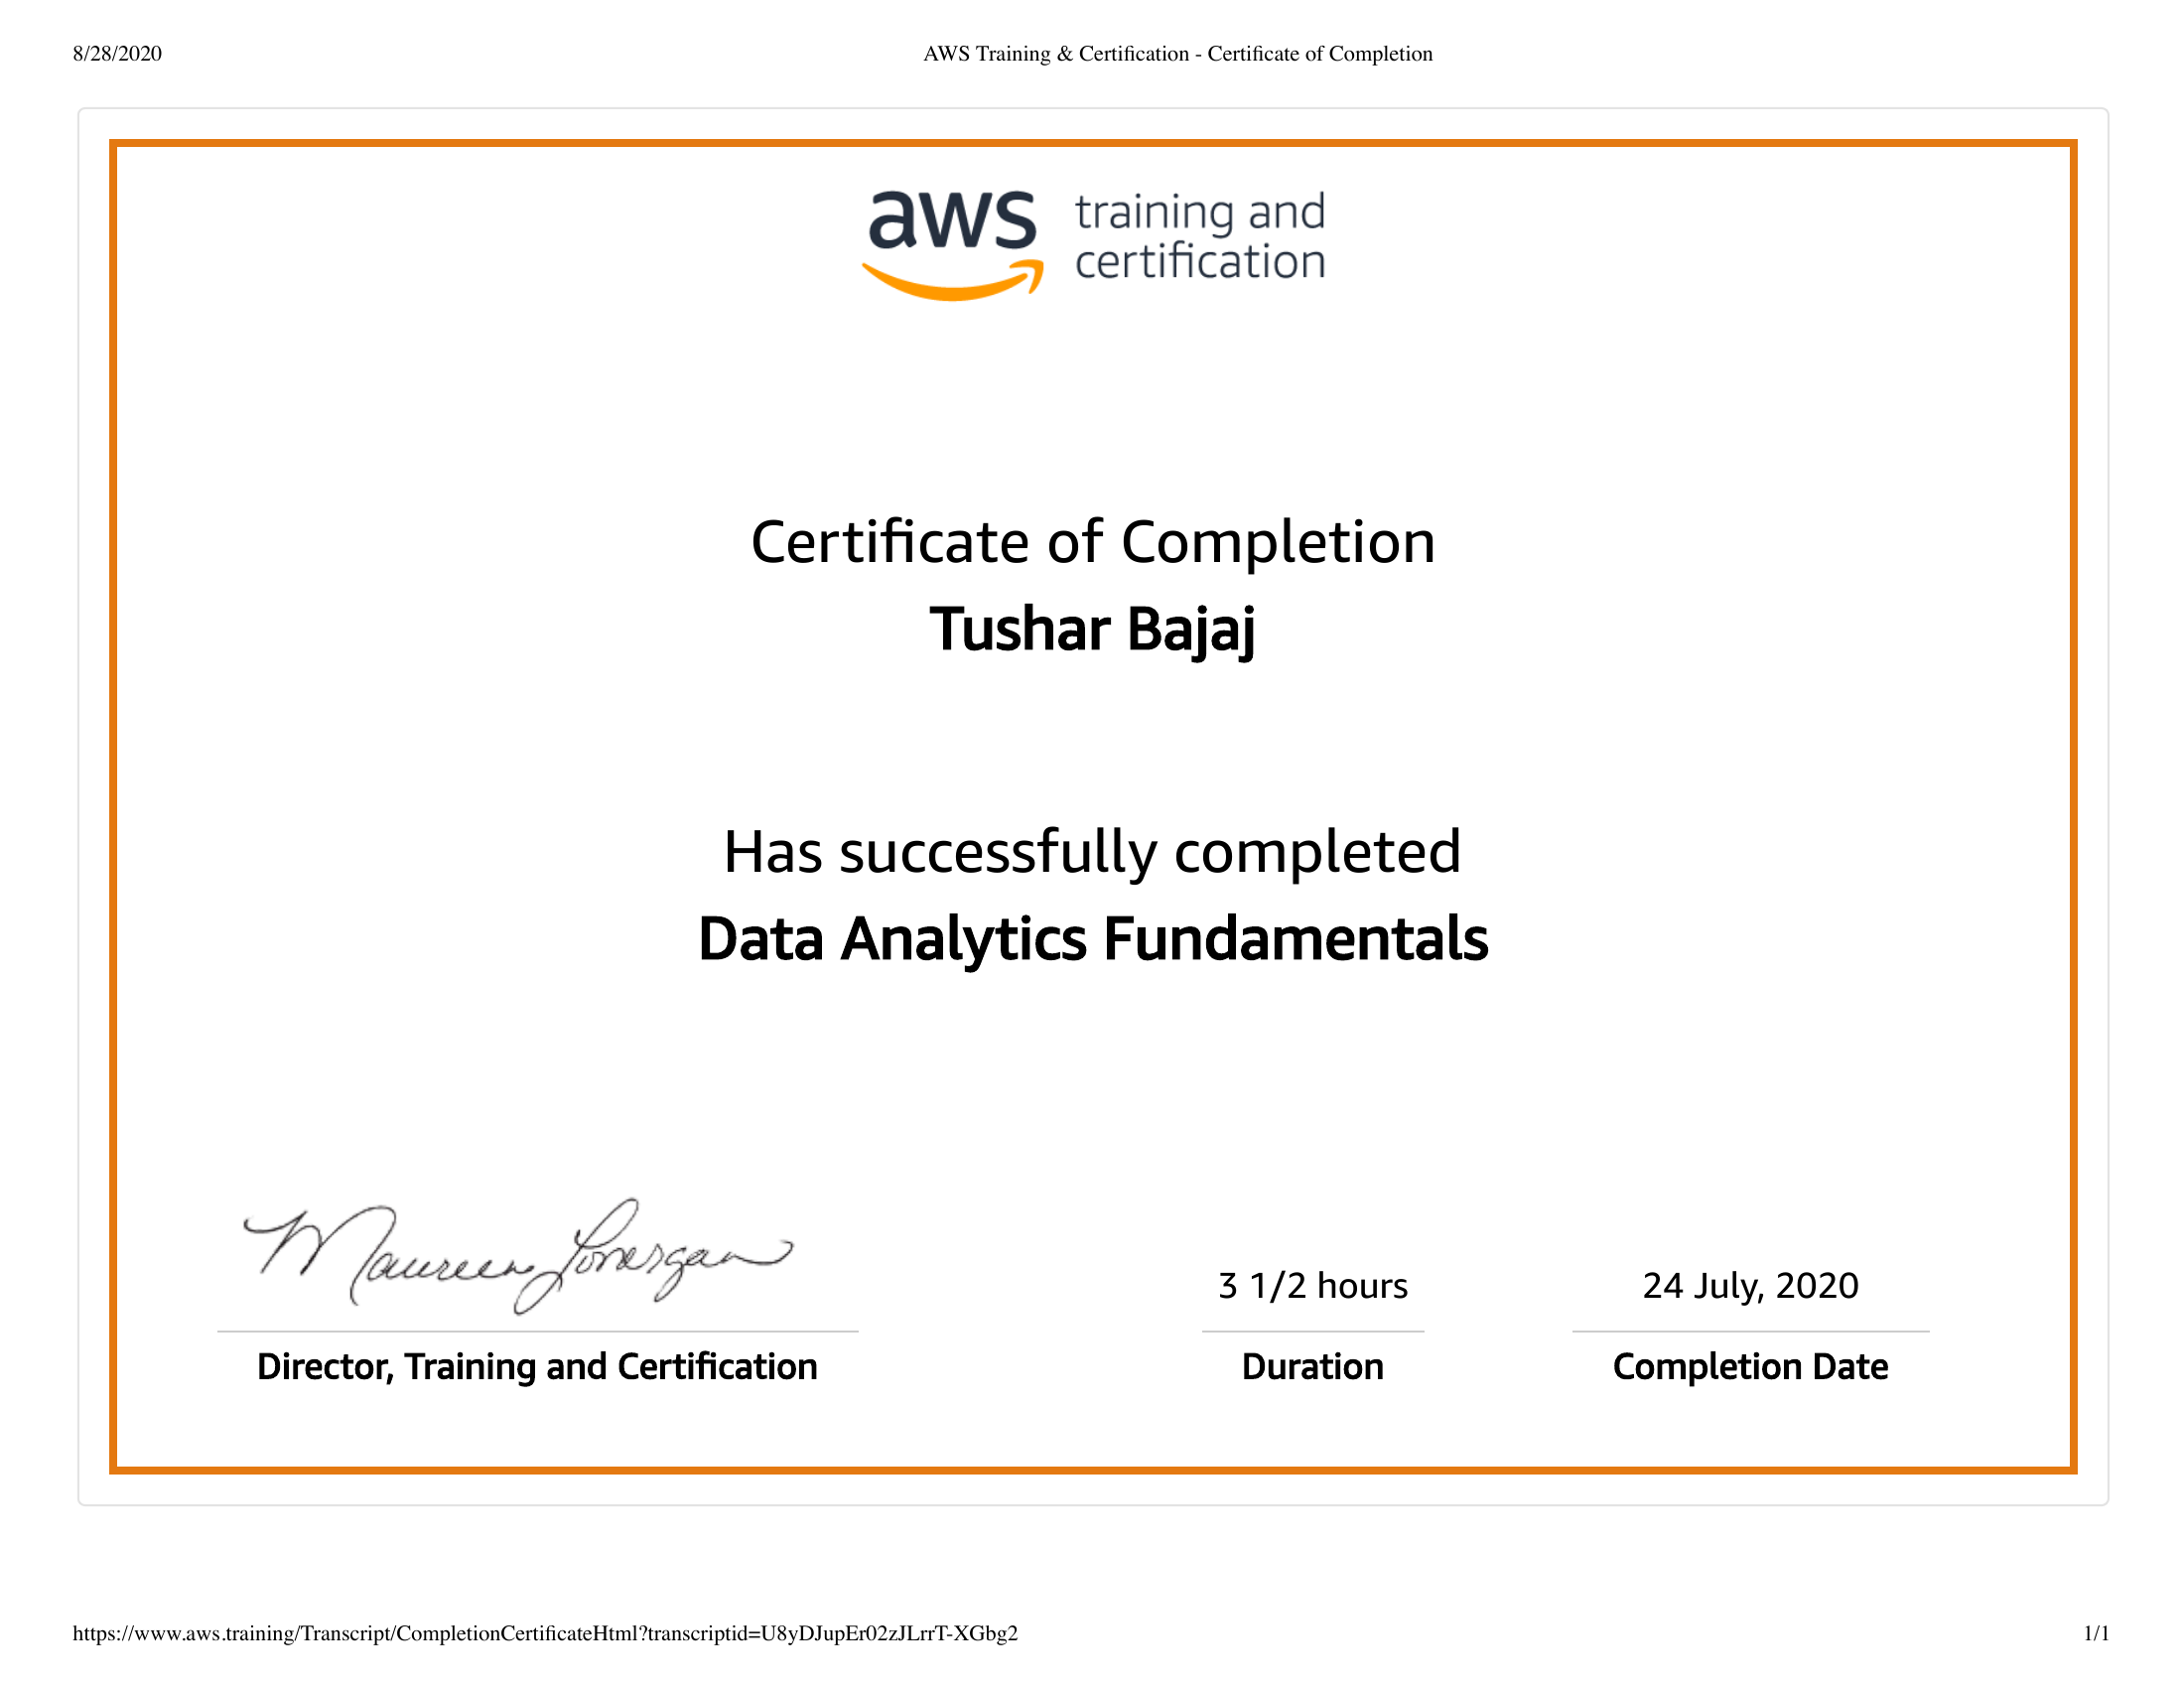 8/28/2020
AWS Training & Certification - Certificate of Completion
aws
training and
certification
Certificate of Completion
Tushar Bajaj
Has successfully completed
Data Analytics Fundamentals
Maureen Lonergan
3 1/2 hours
24 July, 2020
Director, Training and Certification
Duration
Completion Date
https://www.aws.training/Transcript/CompletionCertificateHtml?transcriptid=U8yDJupEr02zJLrrT-XGbg2
1/1